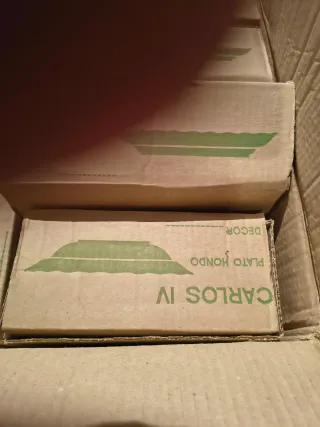 CARLOS IV
PLATO HONDO
DECOR